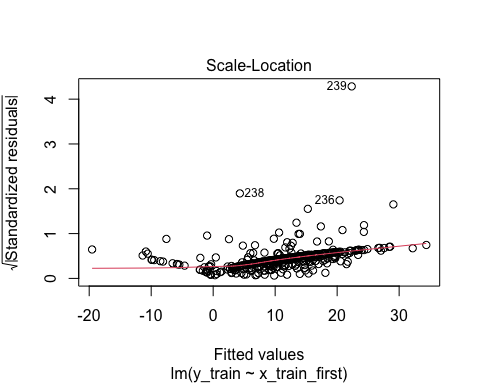 Scale-Location
√|Standardized residuals|
4
3
2
1
0
239
238
236
-20 -10 0 10 20 30
Fitted values
lm(y_train ~ x_train_first)